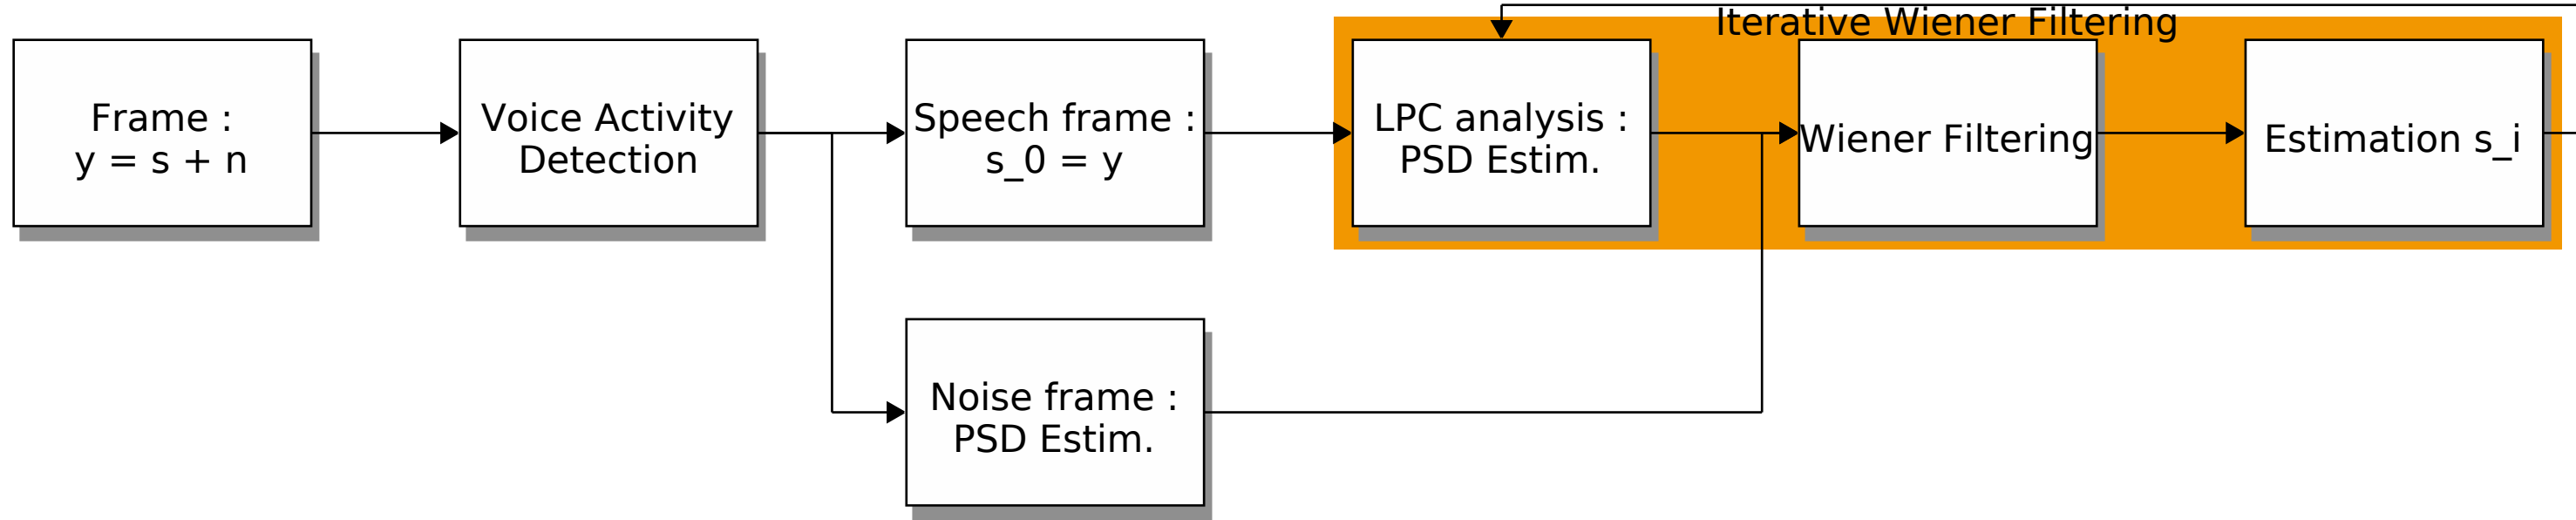 Iterative Wiener Filtering
Frame :
y = s + n
Voice Activity
Detection
Speech frame :
s_0 = y
LPC analysis :
PSD Estim.
Wiener Filtering
Estimation s_i
Noise frame :
PSD Estim.